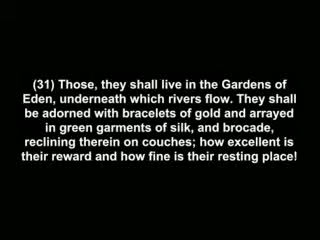 (31) Those, they shall live in the Gardens of
Eden, underneath which rivers flow. They shall
be adorned with bracelets of gold and arrayed
in green garments of silk, and brocade,
reclining therein on couches; how excellent is
their reward and how fine is their resting place!